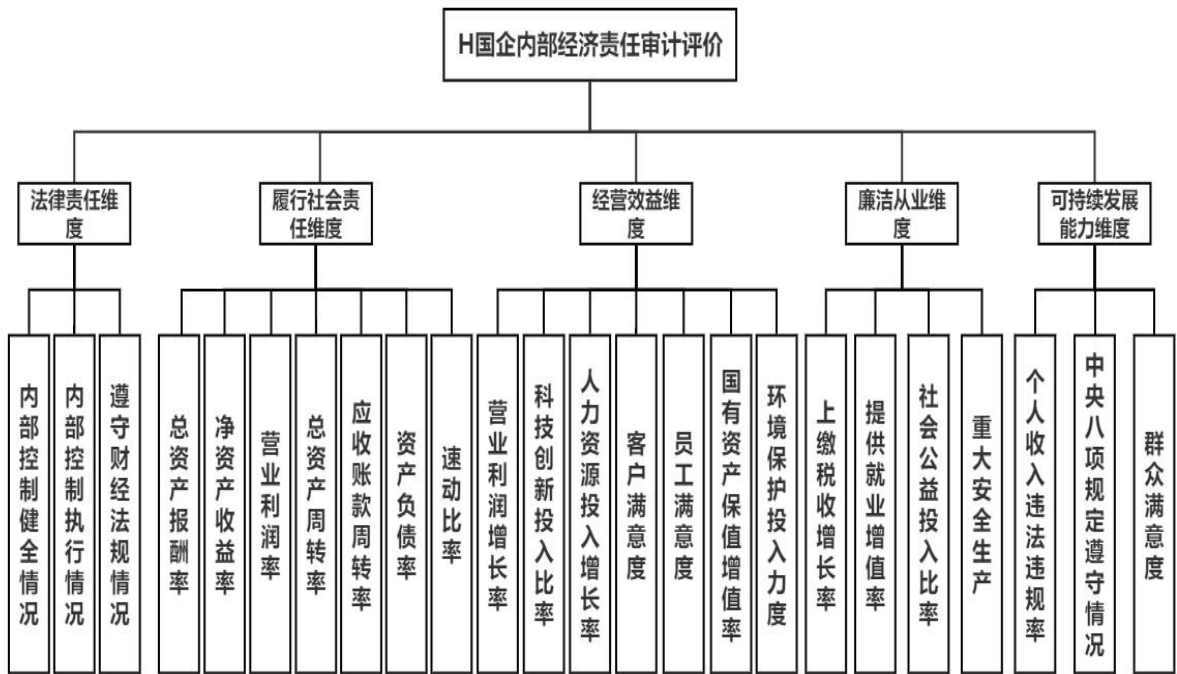 H国企内部经济责任审计评价
法律责任维
度
履行社会责
任维度
经营效益维
度
廉洁从业维
度
可持续发展
能力维度
内部控制健全情况
内部控制执行情况
遵守财经法规情况
总资产报酬率
净资产收益率
营业利润率
总资产周转率
应收账款周转率
资产负债率
速动比率
营业利润增长率
科技创新投入比率
人力资源投入增长率
客户满意度
员工满意度
国有资产保值增值率
环境保护投入力度
上缴税收增长率
提供就业增值率
社会公益投入比率
重大安全生产
个人收入违法违规率
中央八项规定遵守情况
群众满意度